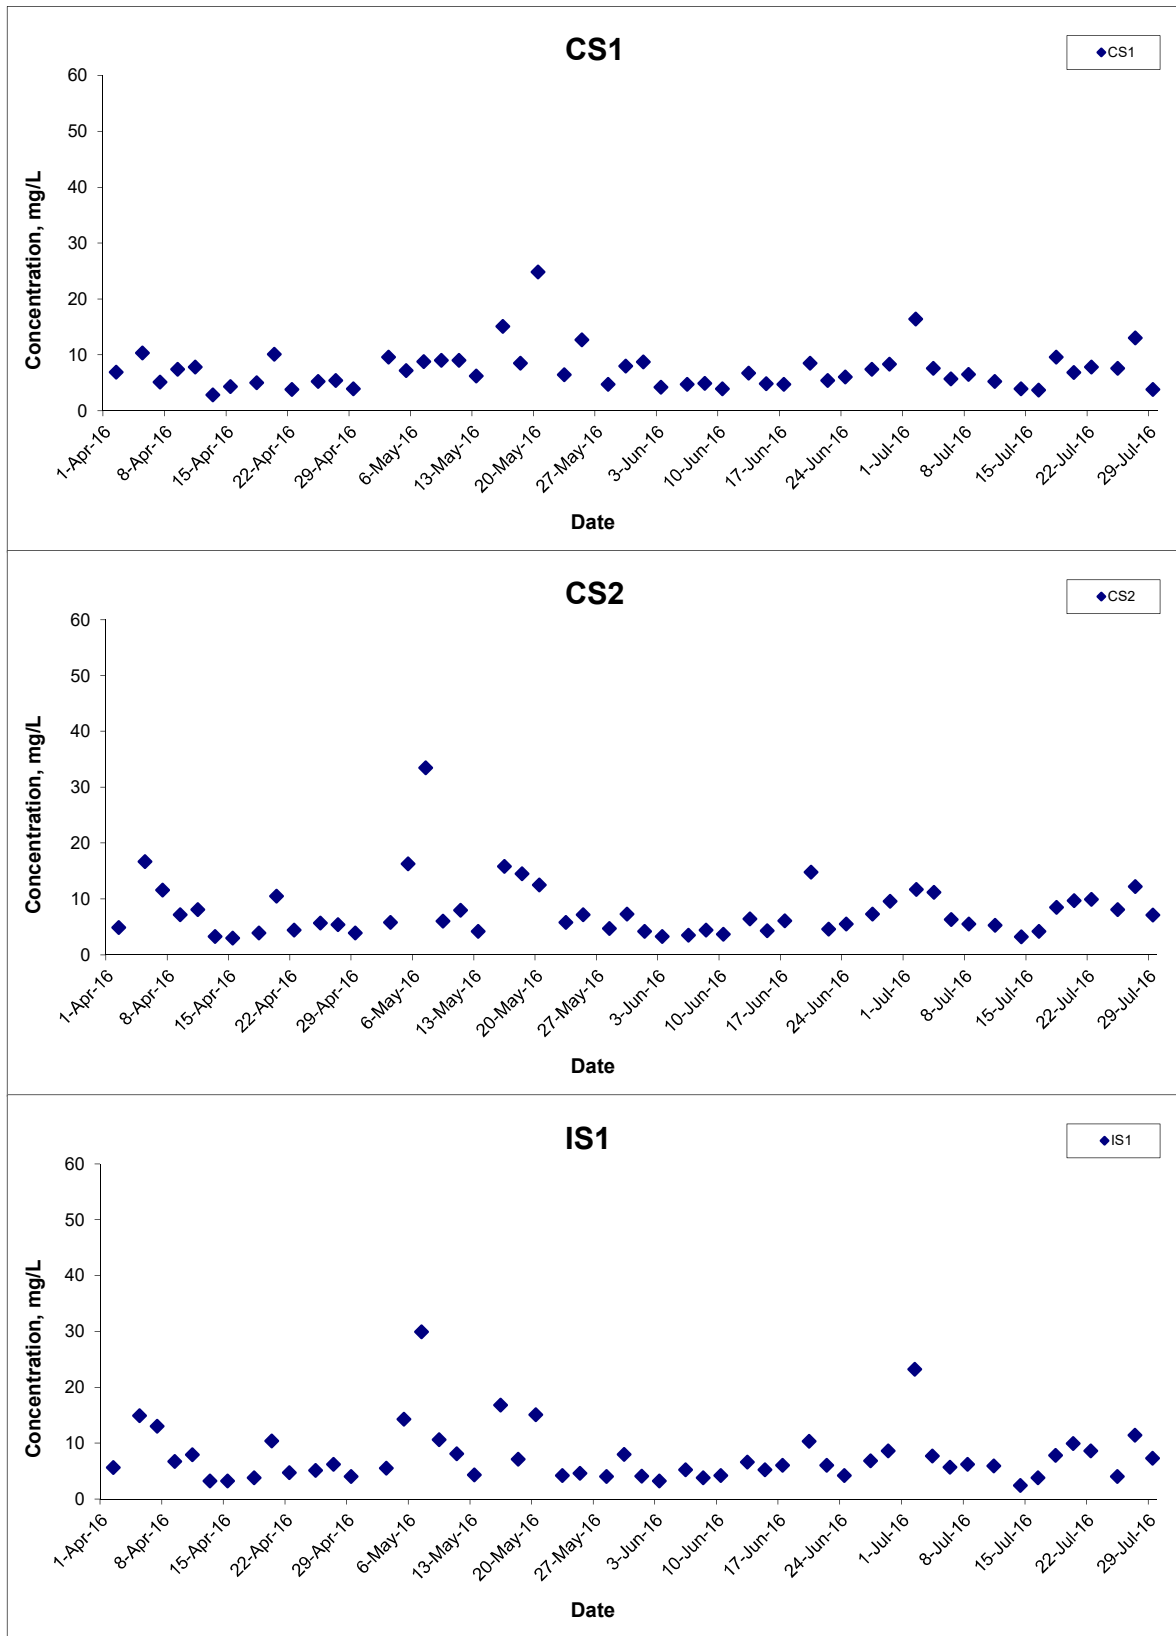 CS1
CS1
Concentration, mg/L
60
50
40
30
20
10
0
1-Apr-16
8-Apr-16
15-Apr-16
22-Apr-16
29-Apr-16
6-May-16
13-May-16
20-May-16
27-May-16
3-Jun-16
10-Jun-16
17-Jun-16
24-Jun-16
1-Jul-16
8-Jul-16
15-Jul-16
22-Jul-16
29-Jul-16
Date
CS2
CS2
Concentration, mg/L
60
50
40
30
20
10
0
1-Apr-16
8-Apr-16
15-Apr-16
22-Apr-16
29-Apr-16
6-May-16
13-May-16
20-May-16
27-May-16
3-Jun-16
10-Jun-16
17-Jun-16
24-Jun-16
1-Jul-16
8-Jul-16
15-Jul-16
22-Jul-16
29-Jul-16
Date
IS1
IS1
Concentration, mg/L
60
50
40
30
20
10
0
1-Apr-16
8-Apr-16
15-Apr-16
22-Apr-16
29-Apr-16
6-May-16
13-May-16
20-May-16
27-May-16
3-Jun-16
10-Jun-16
17-Jun-16
24-Jun-16
1-Jul-16
8-Jul-16
15-Jul-16
22-Jul-16
29-Jul-16
Date